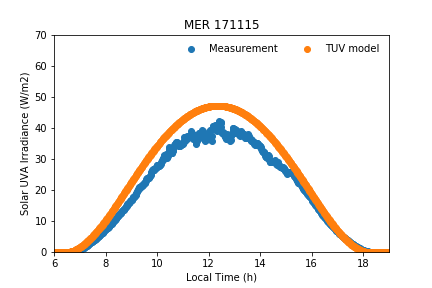 MER 171115
Measurement TUV model
Solar UVA Irradiance (W/m2)
70
60
50
40
30
20
10
0
6 8 10 12 14 16 18
Local Time (h)